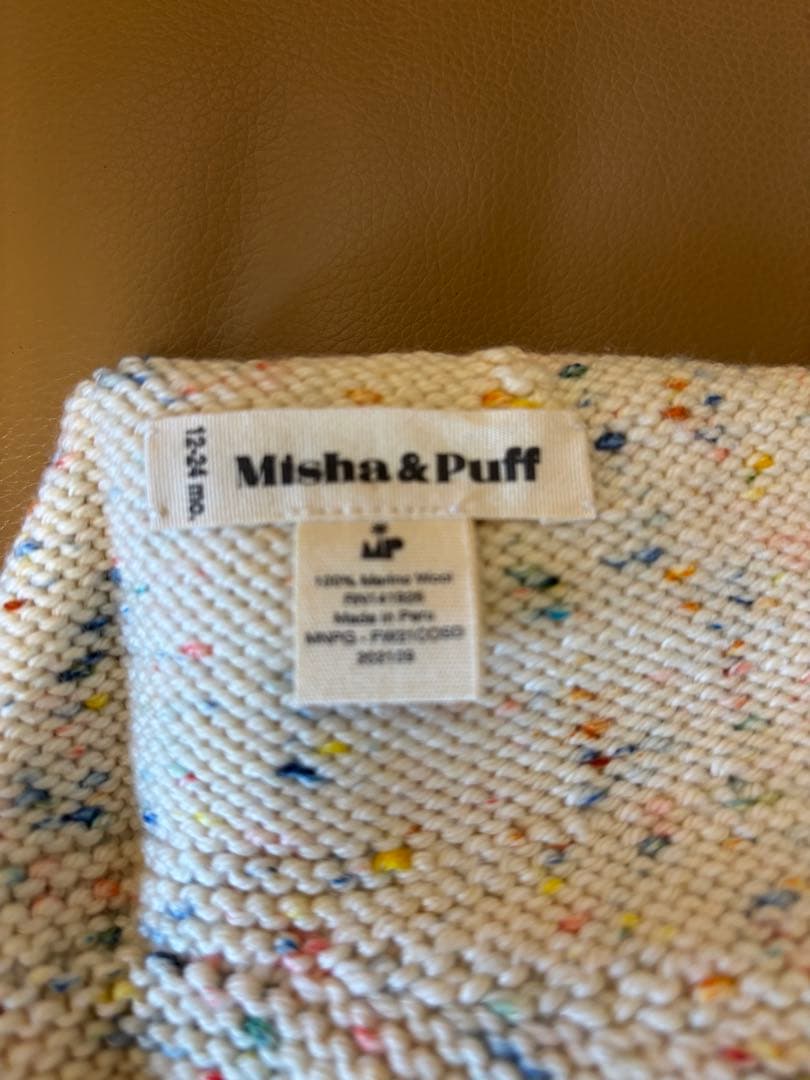 12-24 mo.
Misha & Puff
MP
100% Merino Wool
Made in Peru